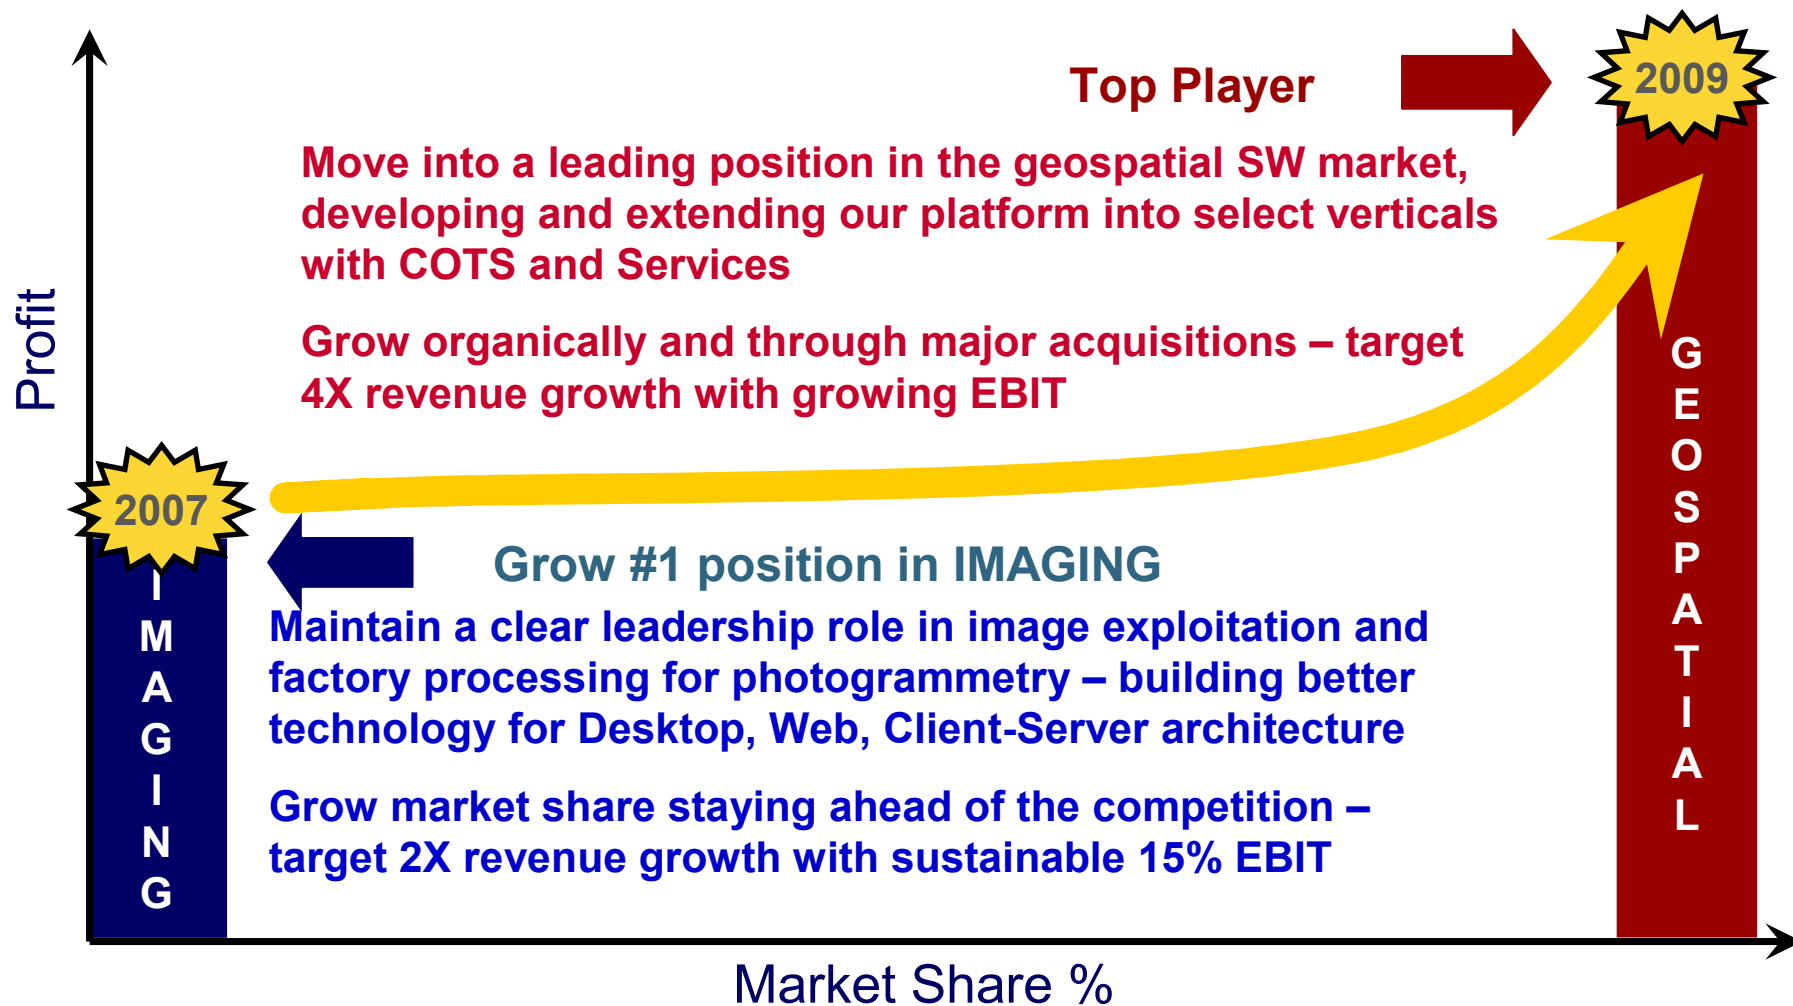 2009
Top Player
Move into a leading position in the geospatial SW market,
developing and extending our platform into select verticals
with COTS and Services
Grow organically and through major acquisitions – target
4X revenue growth with growing EBIT
Profit
GEOSPATIAL
2007
Grow #1 position in IMAGING
IMAGING
Maintain a clear leadership role in image exploitation and
factory processing for photogrammetry – building better
technology for Desktop, Web, Client-Server architecture
Grow market share staying ahead of the competition –
target 2X revenue growth with sustainable 15% EBIT
Market Share %